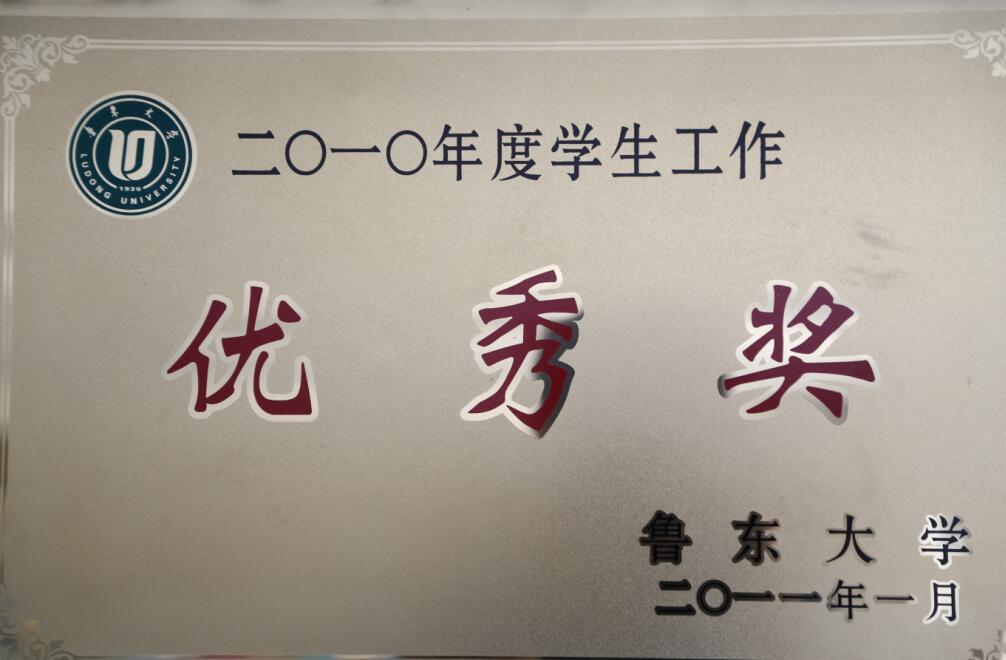 鲁东大学
LUDONG UNIVERSITY
1930
二〇一〇年度学生工作
优秀奖
鲁东大学
二〇一一年一月